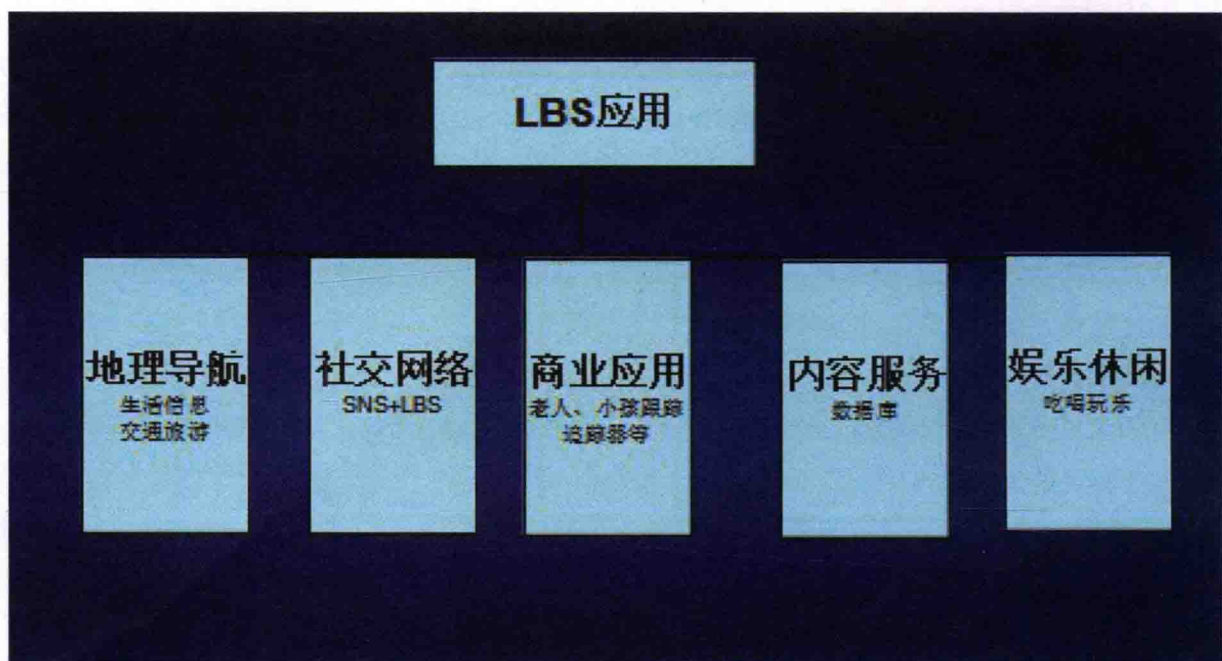 LBS应用
地理导航
生活信息
交通旅游
社交网络
SNS+LBS
商业应用
老人、小孩跟踪
追踪器等
内容服务
数据库
娱乐休闲
吃喝玩乐